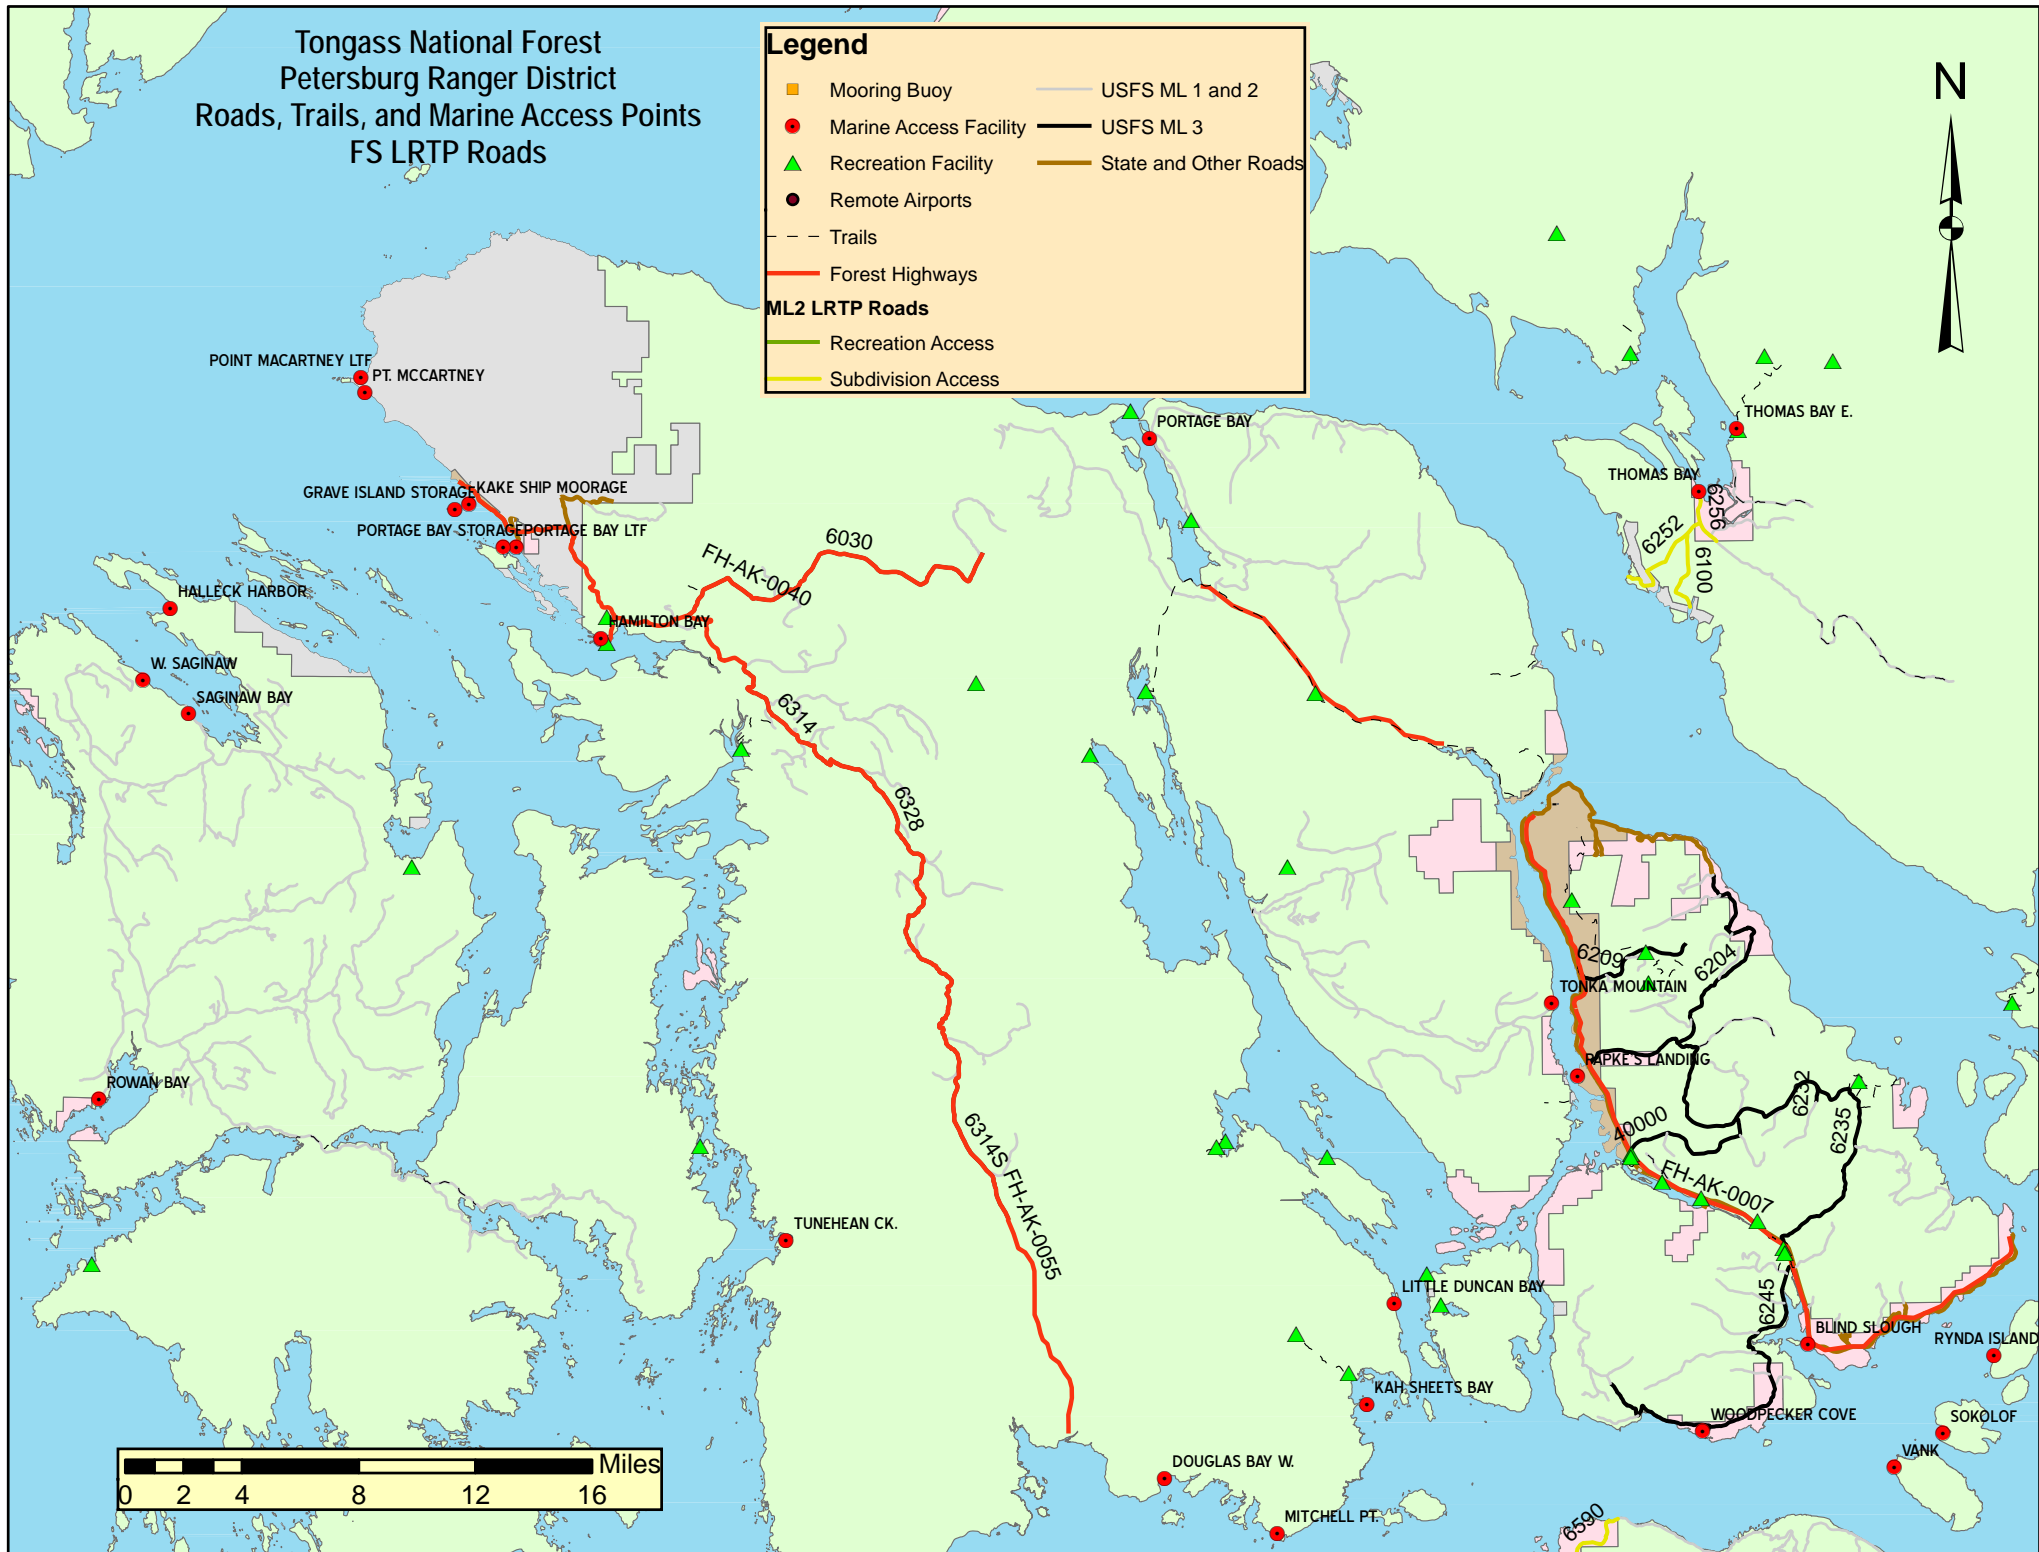 Tongass National Forest
Petersburg Ranger District
Roads, Trails, and Marine Access Points
FS LRTP Roads
Legend
Mooring Buoy
Marine Access Facility
Recreation Facility
Remote Airports
Trails
Forest Highways
ML2 LRTP Roads
Recreation Access
Subdivision Access
USFS ML 1 and 2
USFS ML 3
State and Other Roads
N
POINT MACARTNEY LTF
PT. MCCARTNEY
PORTAGE BAY
THOMAS BAY E.
THOMAS BAY
6256
6252
6100
GRAVE ISLAND STORAGE
KAKE SHIP MOORAGE
PORTAGE BAY STORAGE
PORTAGE BAY LTF
6030
FH-AK-0040
HALLECK HARBOR
HAMILTON BAY
W. SAGINAW
SAGINAW BAY
6314
6328
6209
6204
TONKA MOUNTAIN
PAPKE'S LANDING
ROWAN BAY
6232
6235
40000
6314S FH-AK-0055
FH-AK-0007
TUNEHEAN CK.
LITTLE DUNCAN BAY
6245
BLIND SLOUGH
RYNDA ISLAND
KAH SHEETS BAY
WOODPECKER COVE
SOKOLOF
VANK
DOUGLAS BAY W.
MITCHELL PT.
6590
Miles
0 2 4 8 12 16